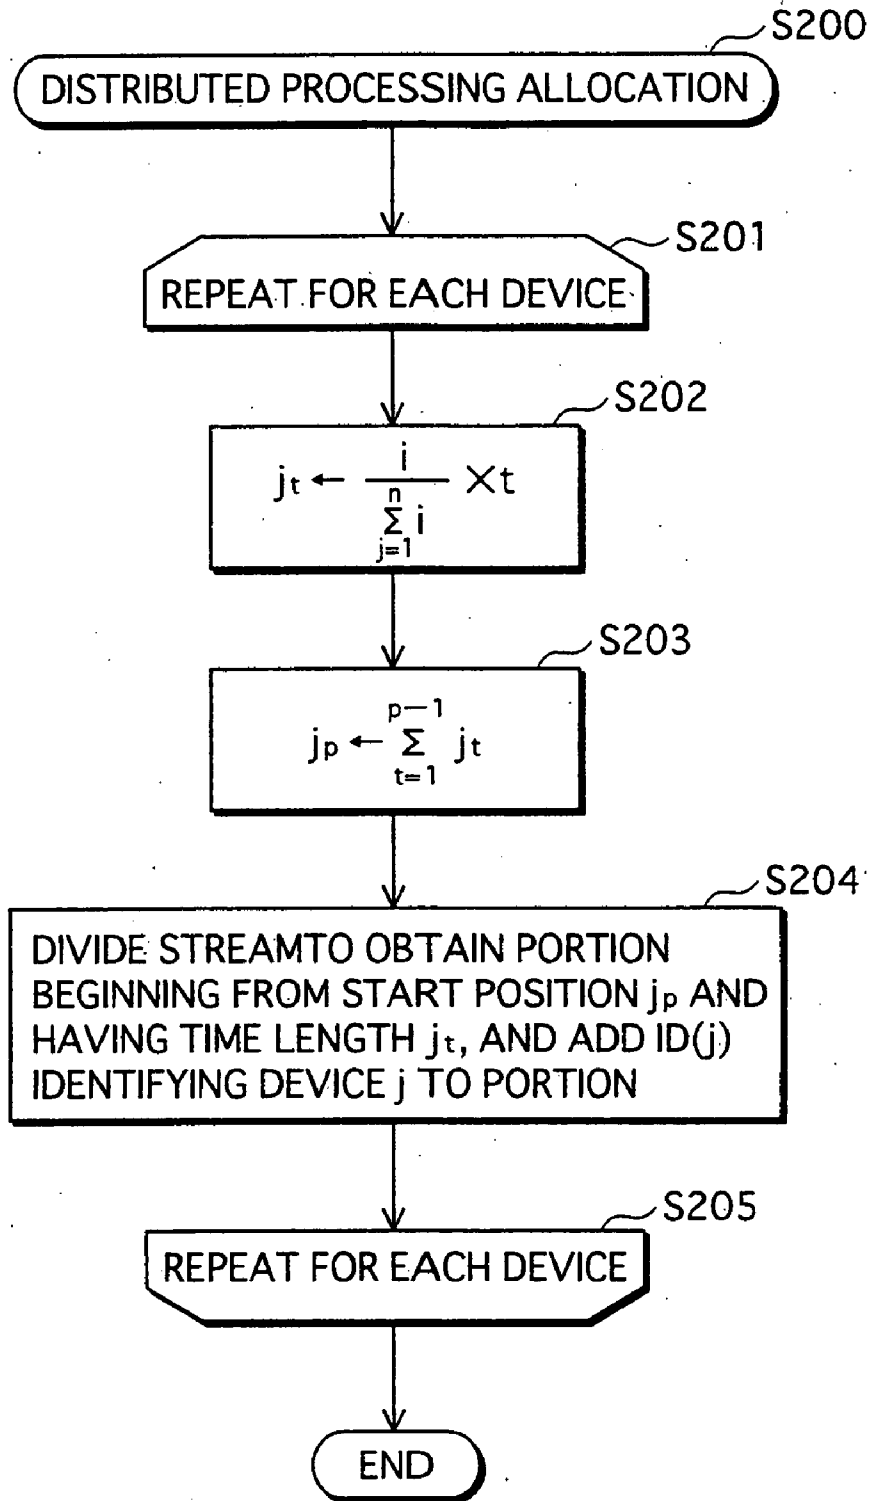 S200
DISTRIBUTED PROCESSING ALLOCATION
S201
REPEAT FOR EACH DEVICE
S202
jt ← i / n Σ j=1 i × t
S203
jp ← p−1 Σ t=1 jt
S204
DIVIDE STREAMTO OBTAIN PORTION
BEGINNING FROM START POSITION jp AND
HAVING TIME LENGTH jt, AND ADD ID(j)
IDENTIFYING DEVICE j TO PORTION
S205
REPEAT FOR EACH DEVICE
END